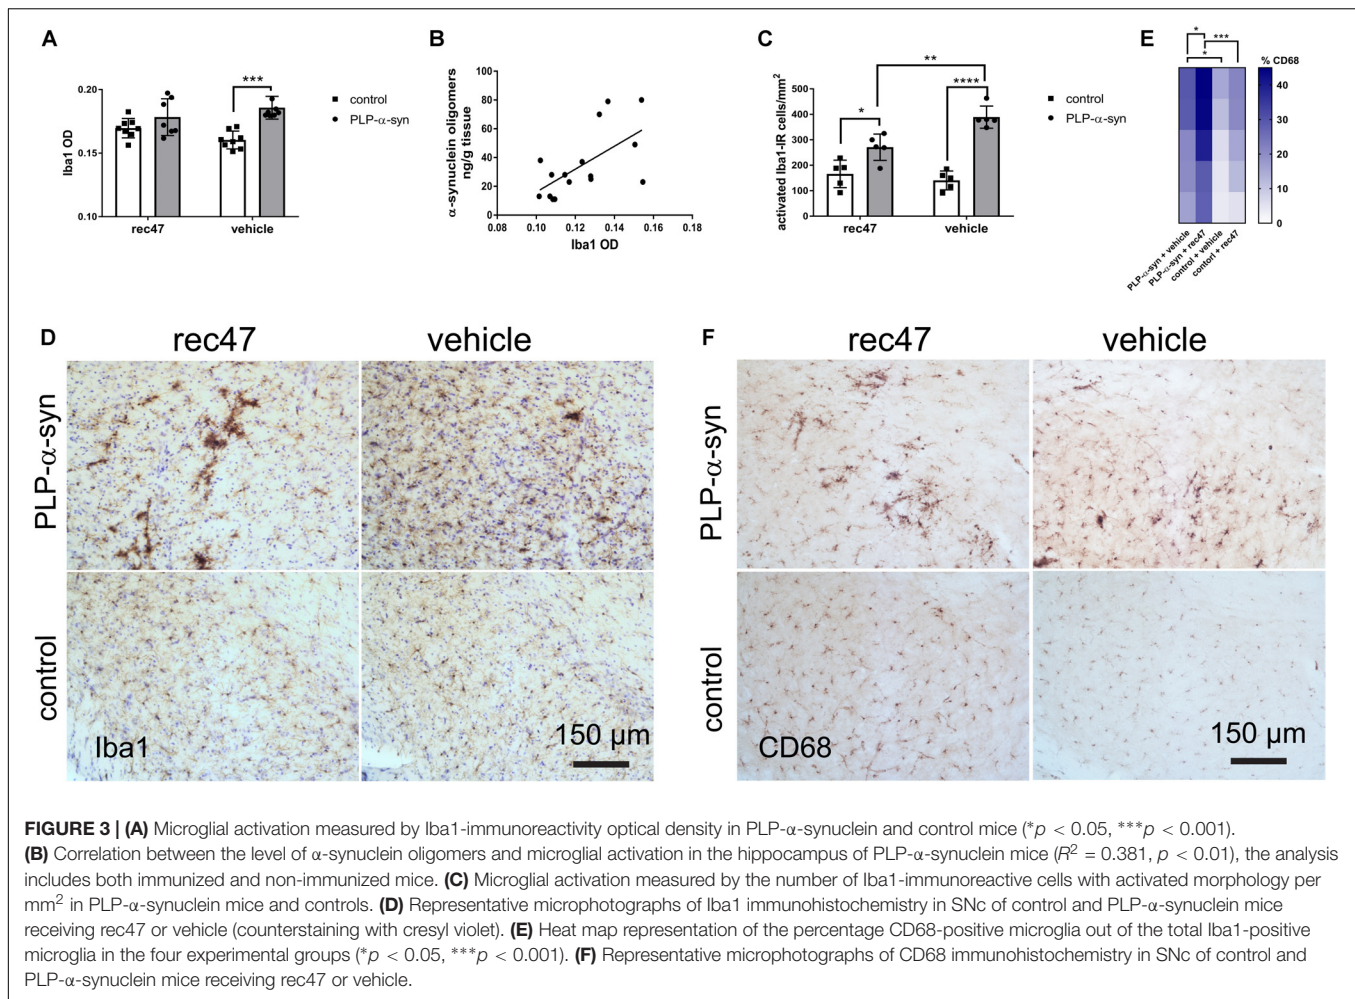 A
Iba1 OD
0.20
0.15
0.10
***
rec47
vehicle
control
PLP-α-syn
B
α-synuclein oligomers
ng/g tissue
100
80
60
40
20
0
0.08
0.10
0.12
0.14
0.16
0.18
Iba1 OD
C
activated Iba1-IR cells/mm²
500
400
300
200
100
0
*
**
****
rec47
vehicle
control
PLP-α-syn
E
*
***
*
% CD68
40
30
20
10
0
PLP-α-syn + vehicle
PLP-α-syn + rec47
control + vehicle
contorl + rec47
D
rec47
vehicle
PLP-α-syn
control
Iba1
150 µm
F
rec47
vehicle
PLP-α-syn
control
CD68
150 µm
FIGURE 3 | (A) Microglial activation measured by Iba1-immunoreactivity optical density in PLP-α-synuclein and control mice (*p < 0.05, ***p < 0.001).
(B) Correlation between the level of α-synuclein oligomers and microglial activation in the hippocampus of PLP-α-synuclein mice (R² = 0.381, p < 0.01), the analysis
includes both immunized and non-immunized mice. (C) Microglial activation measured by the number of Iba1-immunoreactive cells with activated morphology per
mm² in PLP-α-synuclein mice and controls. (D) Representative microphotographs of Iba1 immunohistochemistry in SNc of control and PLP-α-synuclein mice
receiving rec47 or vehicle (counterstaining with cresyl violet). (E) Heat map representation of the percentage CD68-positive microglia out of the total Iba1-positive
microglia in the four experimental groups (*p < 0.05, ***p < 0.001). (F) Representative microphotographs of CD68 immunohistochemistry in SNc of control and
PLP-α-synuclein mice receiving rec47 or vehicle.